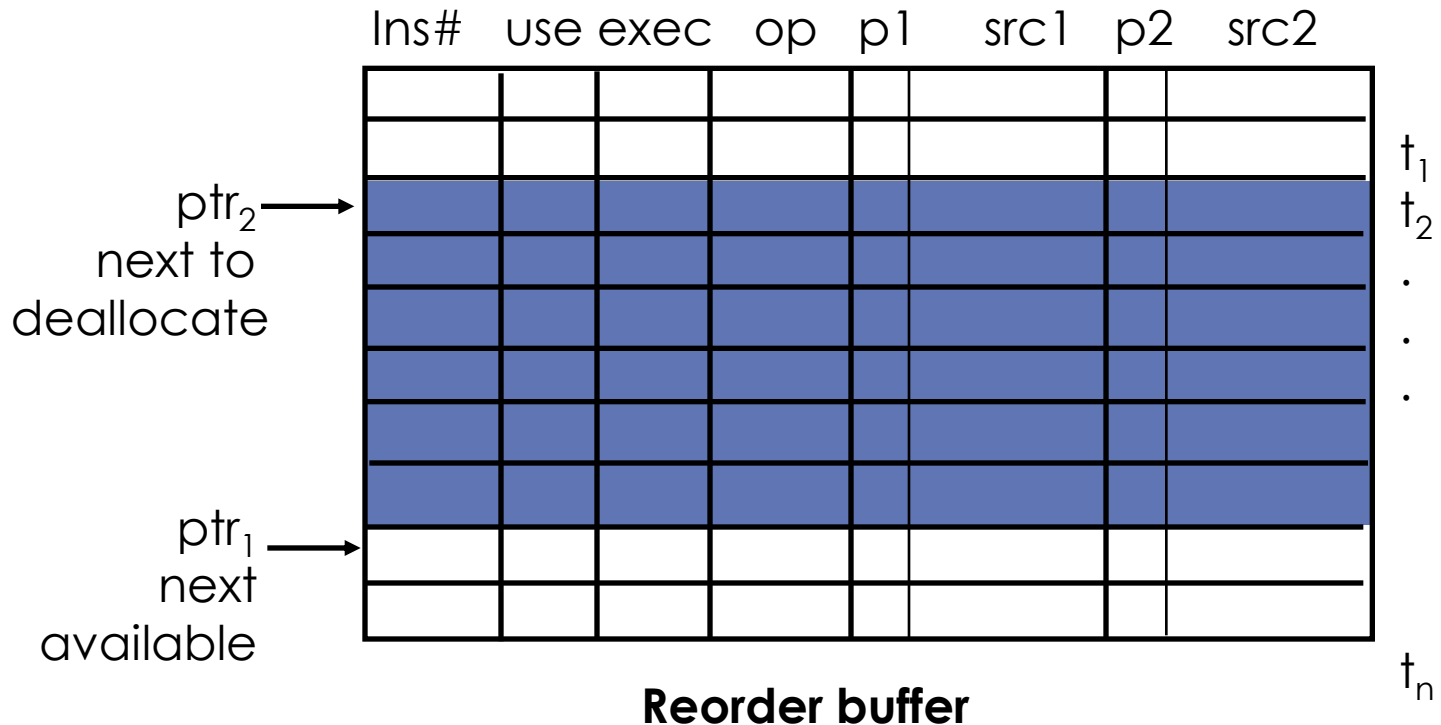 Ins# use exec op p1 src1 p2 src2
t1
ptr2
next to
deallocate
t2
.
.
.
ptr1
next
available
tn
Reorder buffer